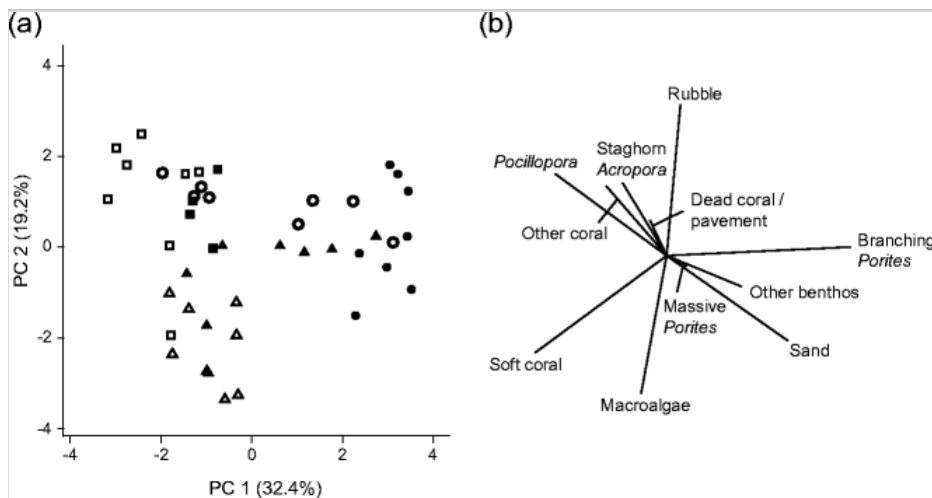 (a)
(b)
4
2
0
-2
-4
PC 2 (19.2%)
-4
-2
0
2
4
PC 1 (32.4%)
Rubble
Staghorn
Acropora
Pocillopora
Dead coral /
pavement
Other coral
Branching
Porites
Other benthos
Massive
Porites
Sand
Soft coral
Macroalgae